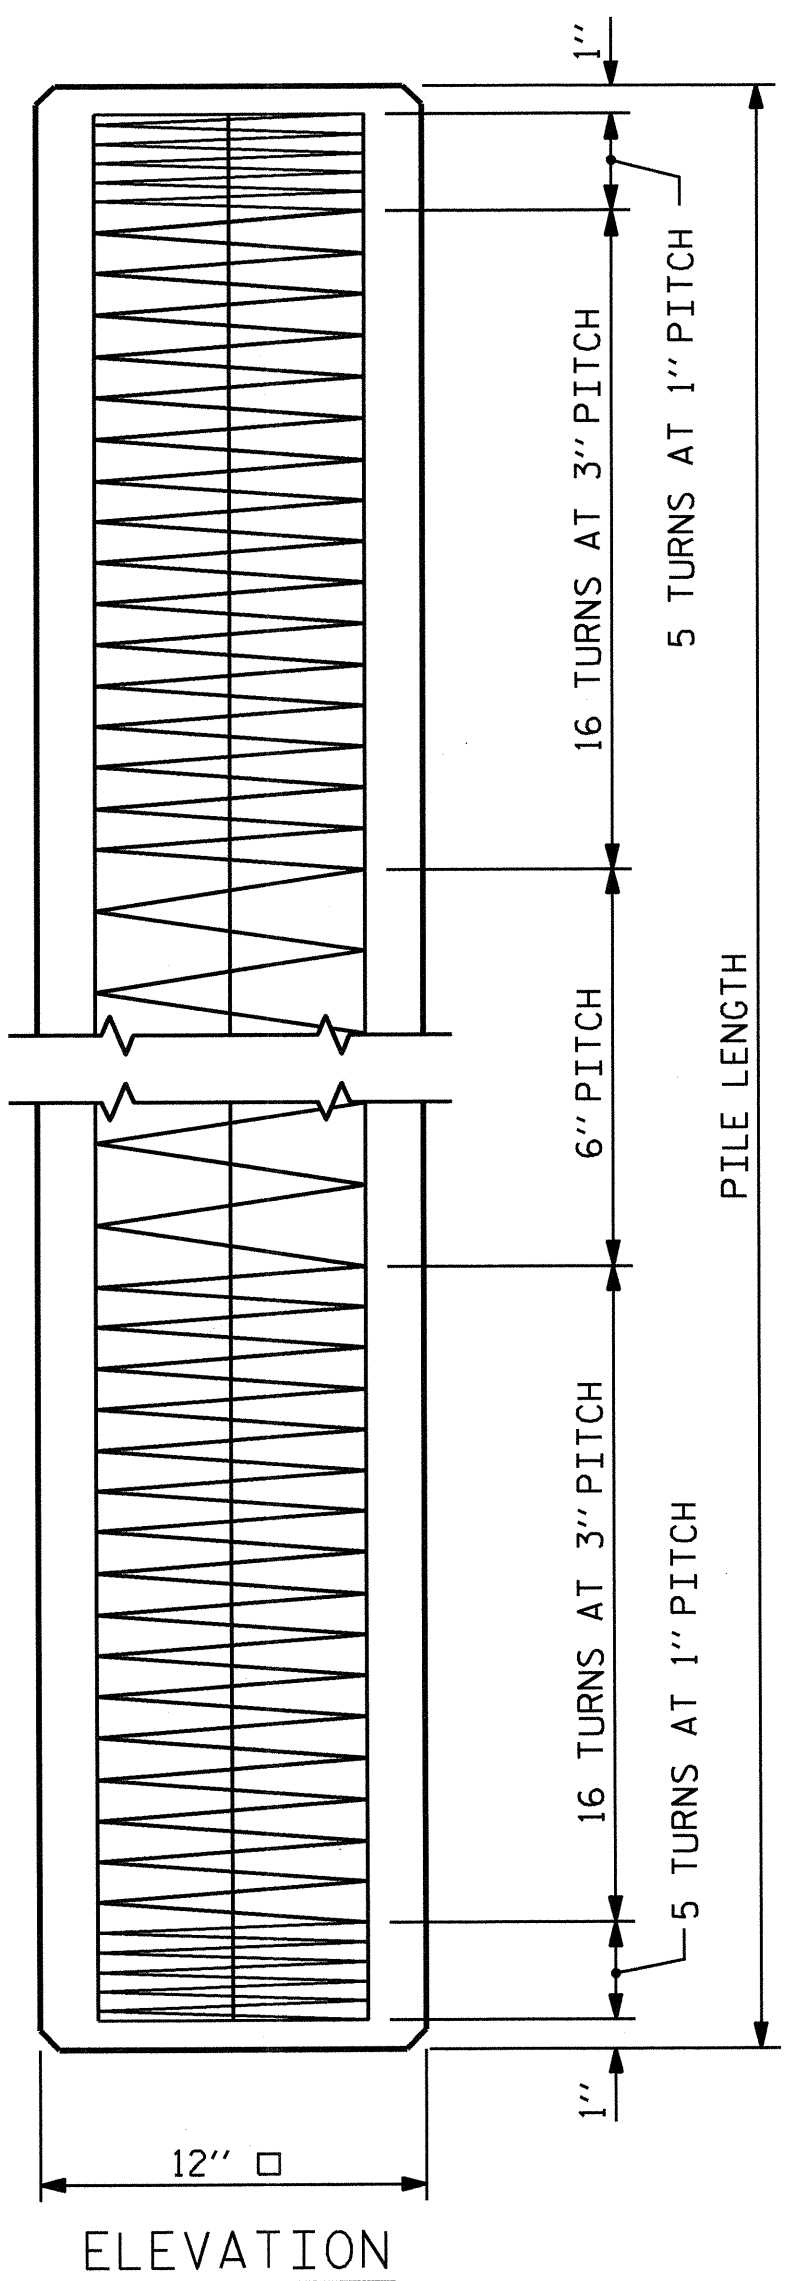 1''
5 TURNS AT 1'' PITCH
16 TURNS AT 3'' PITCH
6'' PITCH
PILE LENGTH
16 TURNS AT 3'' PITCH
5 TURNS AT 1'' PITCH
1''
12'' □
ELEVATION